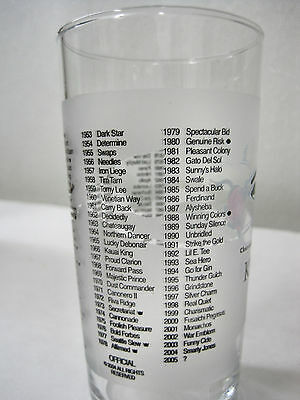 1953 Dark Star
1954 Determine
1955 Swaps
1956 Needles
1957 Iron Liege
1958 Tim Tam
1959 Tomy Lee
1960 Venetian Way
1961 Carry Back
1962 Decidedly
1963 Chateaugay
1964 Northern Dancer
1965 Lucky Debonair
1966 Kauai King
1967 Proud Clarion
1968 Forward Pass
1969 Majestic Prince
1970 Dust Commander
1971 Canonero II
1972 Riva Ridge
1973 Secretariat
1974 Cannonade
1975 Foolish Pleasure
1976 Bold Forbes
1977 Seattle Slew
1978 Affirmed
OFFICIAL
ALL RIGHTS
RESERVED
1979 Spectacular Bid
1980 Genuine Risk
1981 Pleasant Colony
1982 Gato Del Sol
1983 Sunny's Halo
1984 Swale
1985 Spend a Buck
1986 Ferdinand
1987 Alysheba
1988 Winning Colors
1989 Sunday Silence
1990 Unbridled
1991 Strike the Gold
1992 Lil E. Tee
1993 Sea Hero
1994 Go for Gin
1995 Thunder Gulch
1996 Grindstone
1997 Silver Charm
1998 Real Quiet
1999 Charismatic
2000 Fusaichi Pegasus
2001 Monarchos
2002 War Emblem
2003 Funny Cide
2004 Smarty Jones
2005 ?